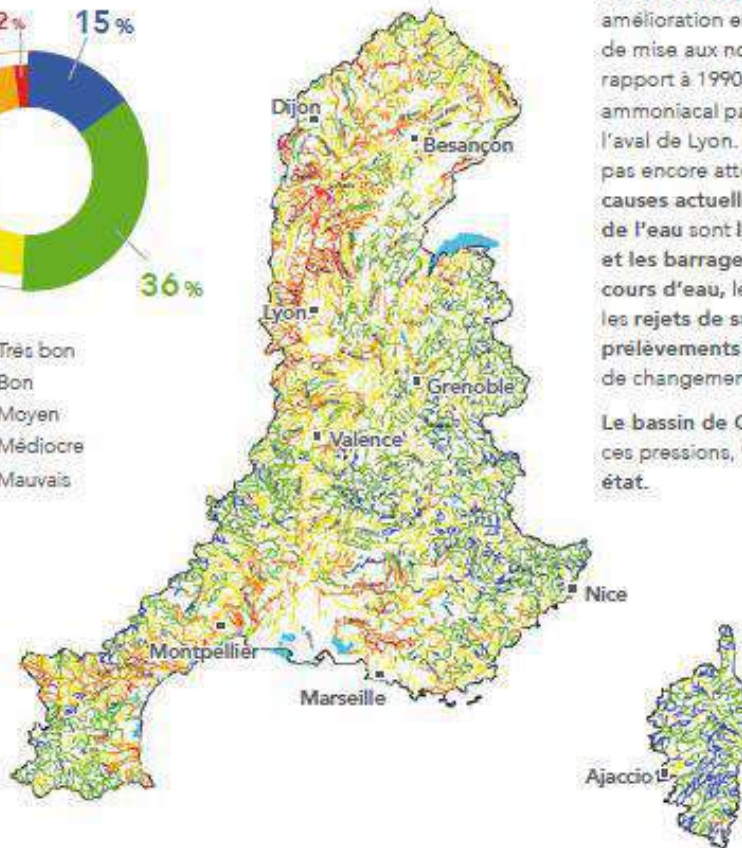 2%
15%
36%
Très bon
Bon
Moyen
Médiocre
Mauvais
Dijon
Besançon
Lyon
Grenoble
Valence
Montpellier
Marseille
Nice
Ajaccio
amélioration e
de mise aux no
rapport à 1990
ammoniacal pa
l'aval de Lyon.
pas encore att
causes actuell
de l'eau sont l
et les barrage
cours d'eau, le
les rejets de s
prélèvements
de changemen
Le bassin de C
ces pressions,
état.